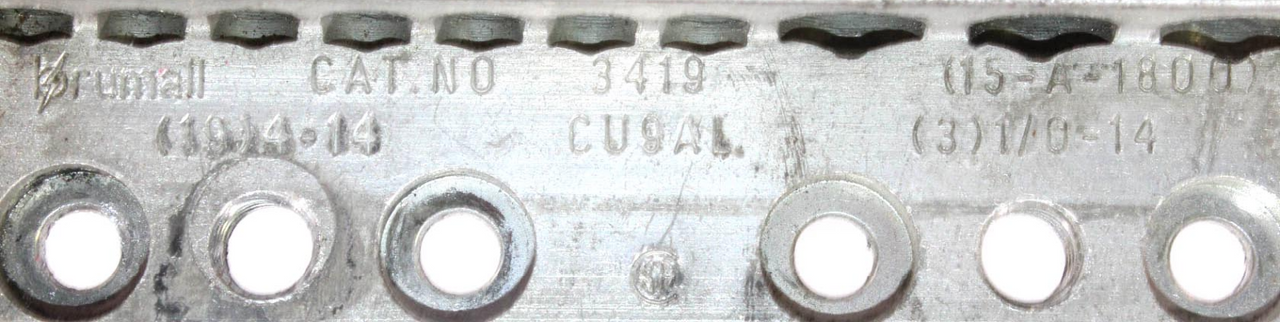 brumall CAT.NO 3419 (15-A-1800)
(10)4-14 CU9AL. (3)1/0-14